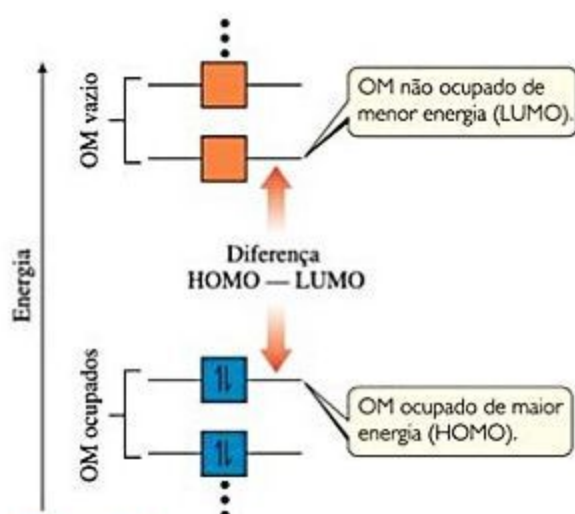 OM vazio
OM não ocupado de
menor energia (LUMO).
Energia
Diferença
HOMO — LUMO
OM ocupados
OM ocupado de maior
energia (HOMO).